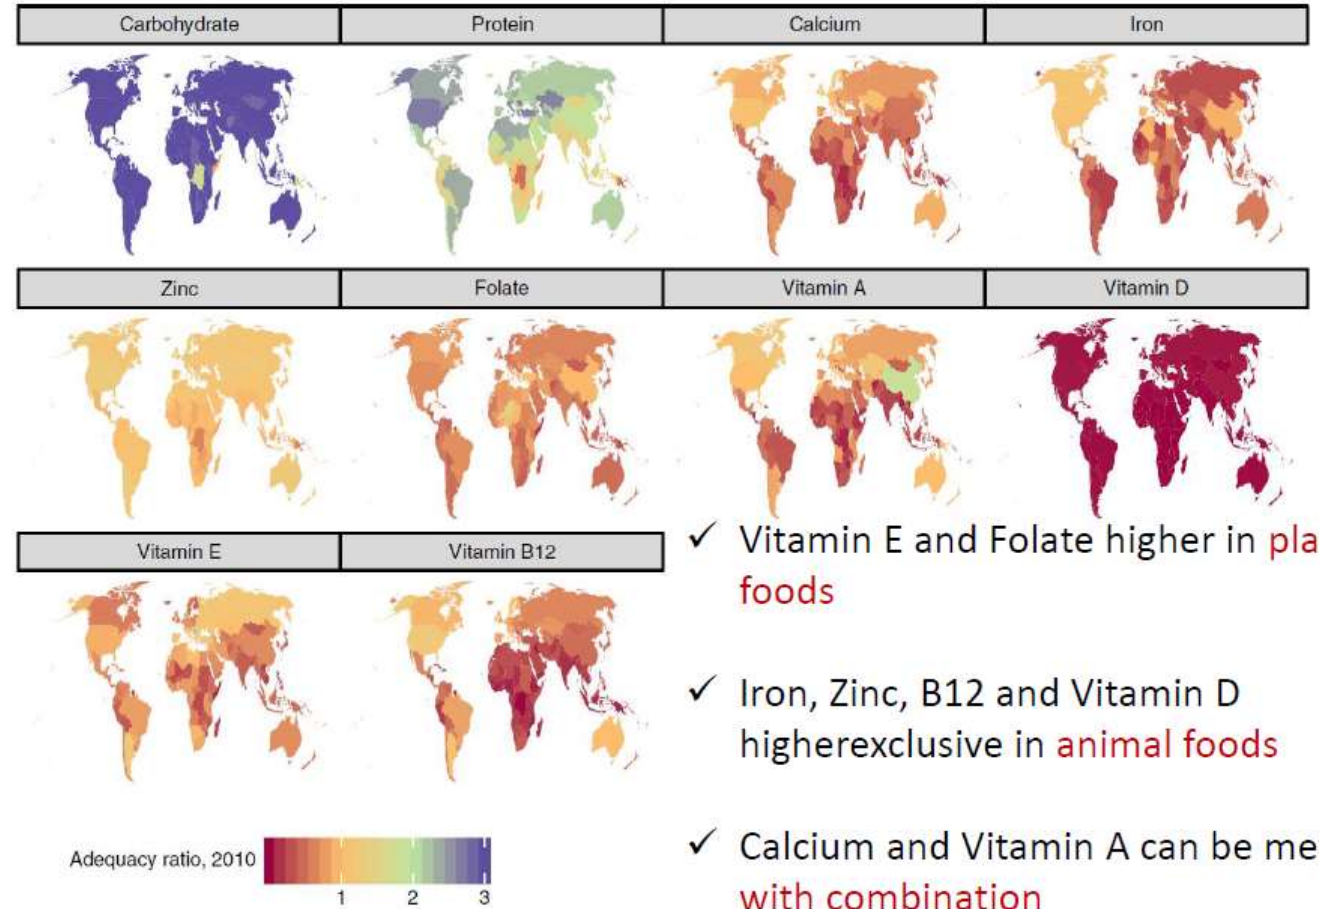 Carbohydrate
Protein
Calcium
Iron
Zinc
Folate
Vitamin A
Vitamin D
Vitamin E
Vitamin B12
✓ Vitamin E and Folate higher in pla
foods
✓ Iron, Zinc, B12 and Vitamin D
higherexclusive in animal foods
✓ Calcium and Vitamin A can be me
with combination
Adequacy ratio, 2010
1 2 3